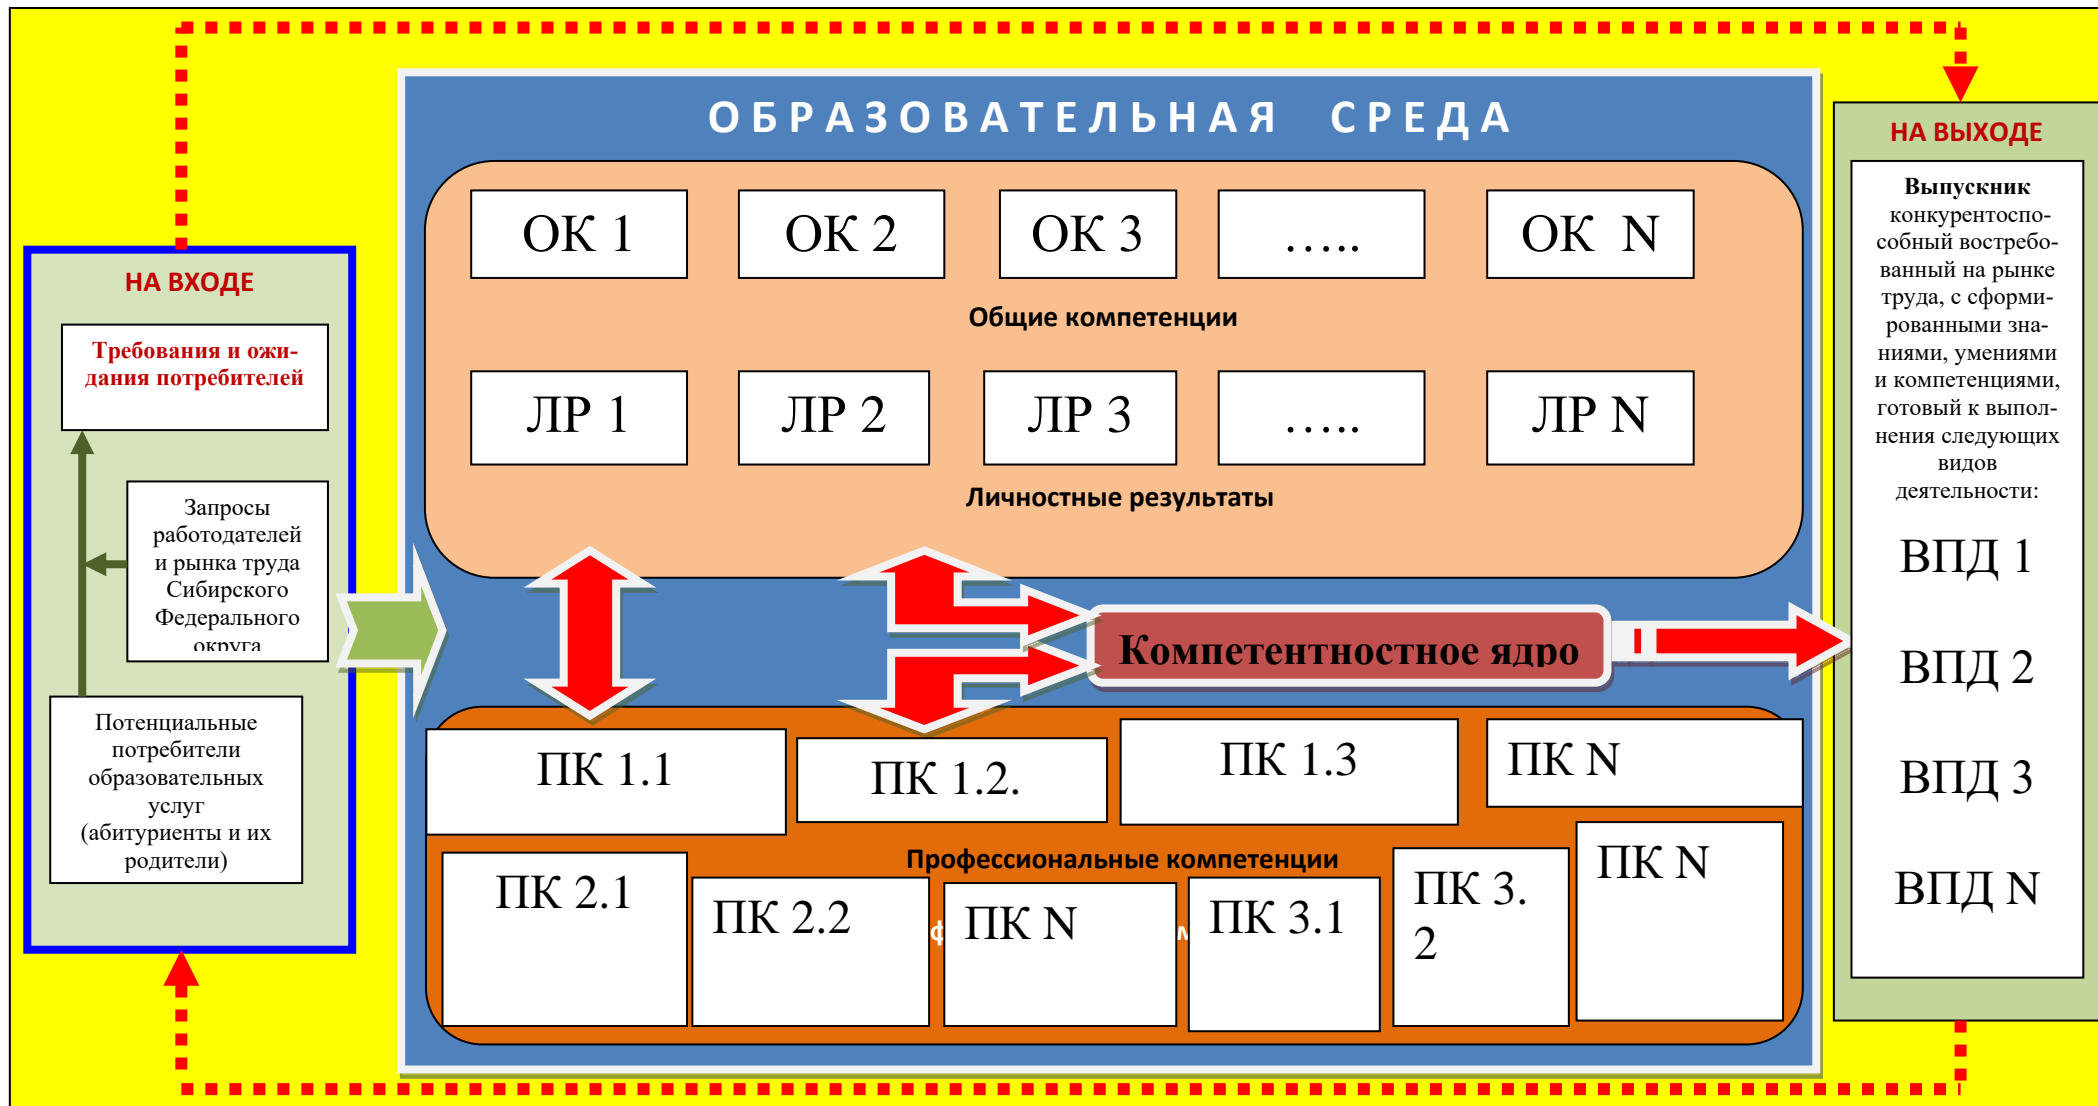 ОБРАЗОВАТЕЛЬНАЯ СРЕДА
НА ВХОДЕ
Требования и ожи-
дания потребителей
Запросы
работодателей
и рынка труда
Сибирского
Федерального
округа
Потенциальные
потребители
образовательных
услуг
(абитуриенты и их
родители)
ОК 1
ОК 2
ОК 3
…..
ОК N
Общие компетенции
ЛР 1
ЛР 2
ЛР 3
…..
ЛР N
Личностные результаты
Компетентностное ядро
ПК 1.1
ПК 1.2.
ПК 1.3
ПК N
Профессиональные компетенции
ПК 2.1
ПК 2.2
ПК N
ПК 3.1
ПК 3.
2
ПК N
НА ВЫХОДЕ
Выпускник
конкурентоспо-
собный востребо-
ванный на рынке
труда, с сформи-
рованными зна-
ниями, умениями
и компетенциями,
готовый к выпол-
нения следующих
видов
деятельности:
ВПД 1
ВПД 2
ВПД 3
ВПД N